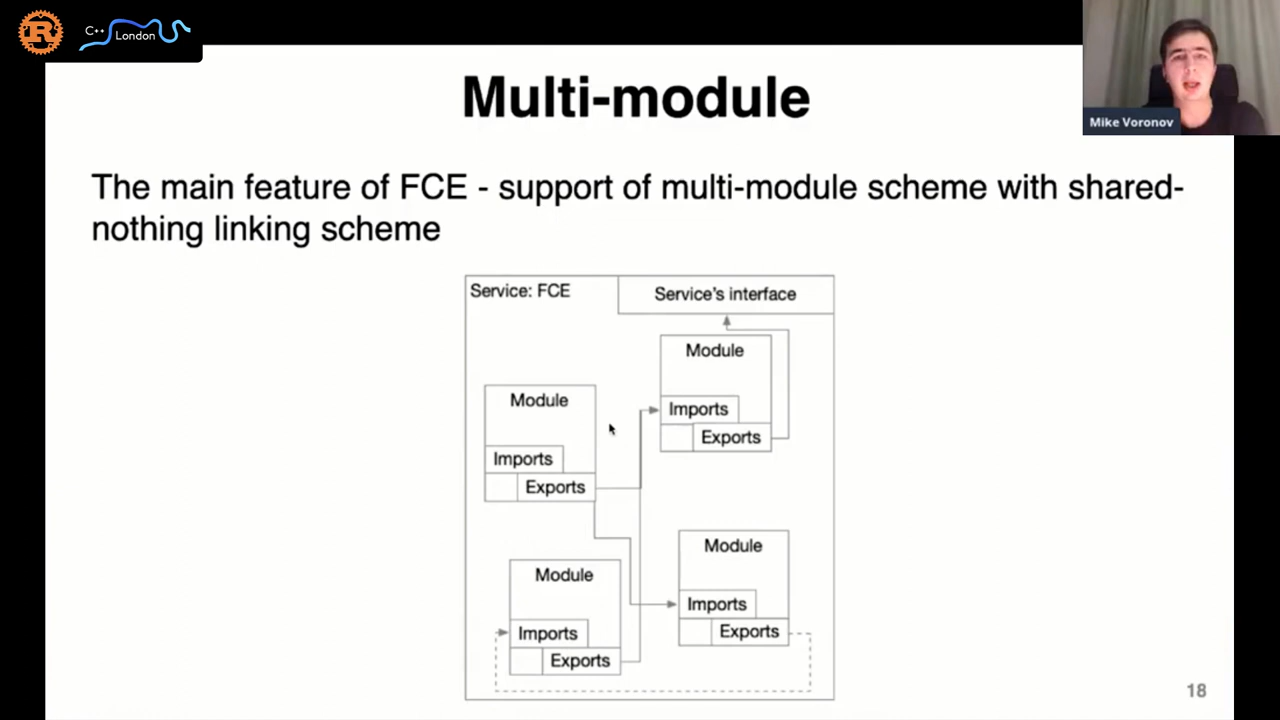 R
C++
London
Mike Voronov
Multi-module
The main feature of FCE - support of multi-module scheme with shared-
nothing linking scheme
Service: FCE
Service's interface
Module
Imports
Exports
Module
Imports
Exports
Module
Imports
Exports
Module
Imports
Exports
18